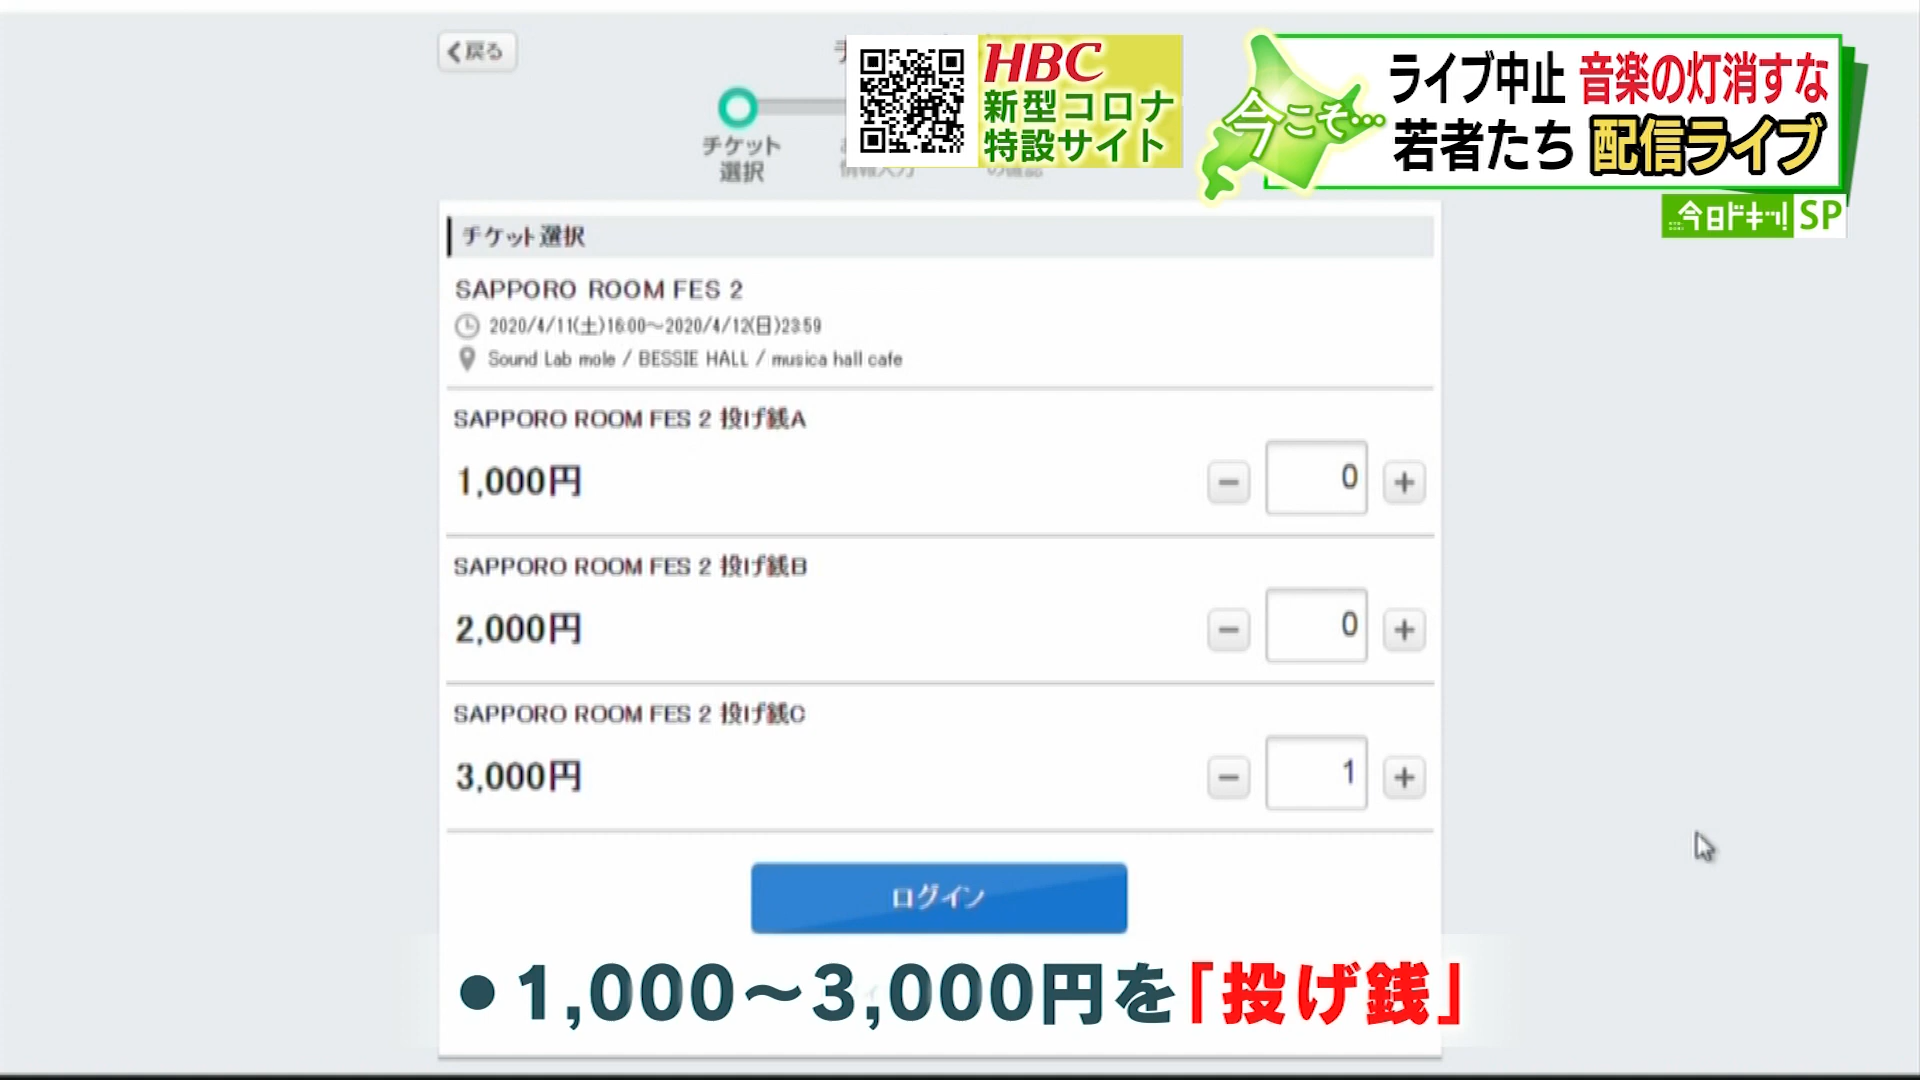 戻る
HBC
新型コロナ
特設サイト
今こそ…
ライブ中止 音楽の灯消すな
若者たち 配信ライブ
…今日ドキッ! SP
チケット
選択
情報入力
の確認
チケット選択
SAPPORO ROOM FES 2
2020/4/11(土)16:00～2020/4/12(日)23:59
Sound Lab mole / BESSIE HALL / musica hall cafe
SAPPORO ROOM FES 2 投げ銭A
1,000円
－ 0 ＋
SAPPORO ROOM FES 2 投げ銭B
2,000円
－ 0 ＋
SAPPORO ROOM FES 2 投げ銭C
3,000円
－ 1 ＋
ログイン
●1,000～3,000円を「投げ銭」